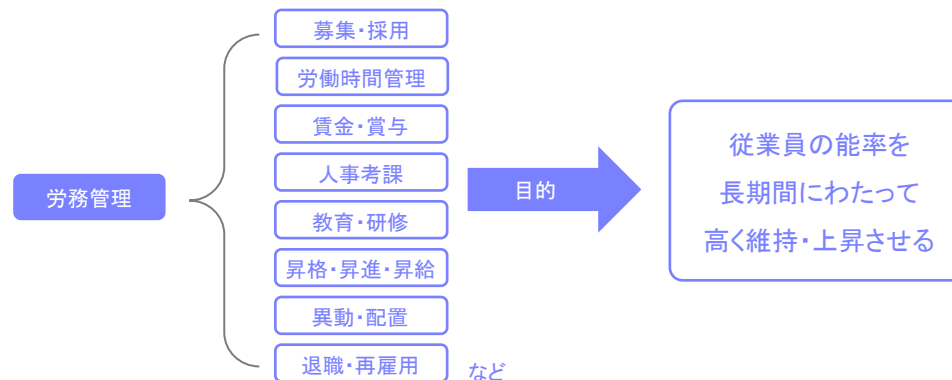 労務管理
募集・採用
労働時間管理
賃金・賞与
人事考課
教育・研修
昇格・昇進・昇給
異動・配置
退職・再雇用
など
目的
従業員の能率を
長期間にわたって
高く維持・上昇させる